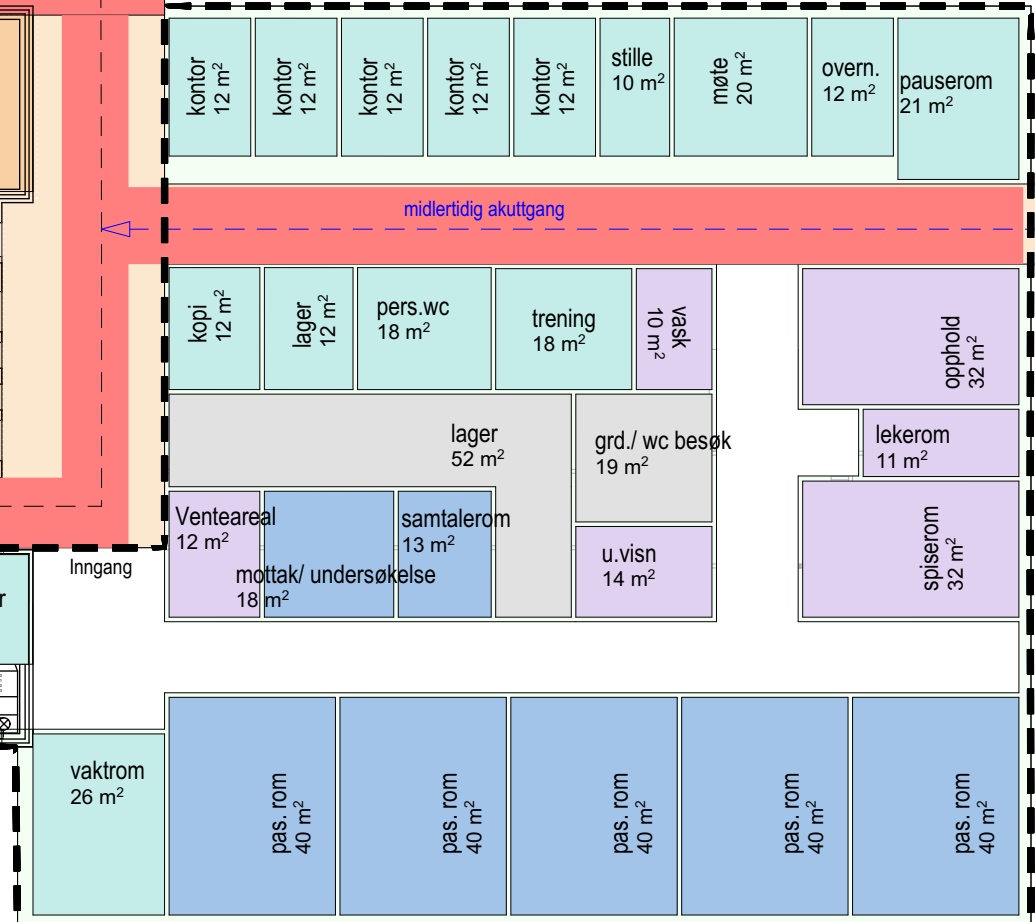 kontor
12 m²
kontor
12 m²
kontor
12 m²
kontor
12 m²
kontor
12 m²
stille
10 m²
møte
20 m²
overn.
12 m²
pauserom
21 m²
midlertidig akuttgang
kopi
12 m²
lager
12 m²
pers.wc
18 m²
trening
18 m²
vask
10 m²
opphold
32 m²
lager
52 m²
grd./ wc besøk
19 m²
lekerom
11 m²
Venteareal
12 m²
mottak/ undersøkelse
18 m²
samtalerom
13 m²
u.visn
14 m²
spiserom
32 m²
Inngang
r
vaktrom
26 m²
pas. rom
40 m²
pas. rom
40 m²
pas. rom
40 m²
pas. rom
40 m²
pas. rom
40 m²